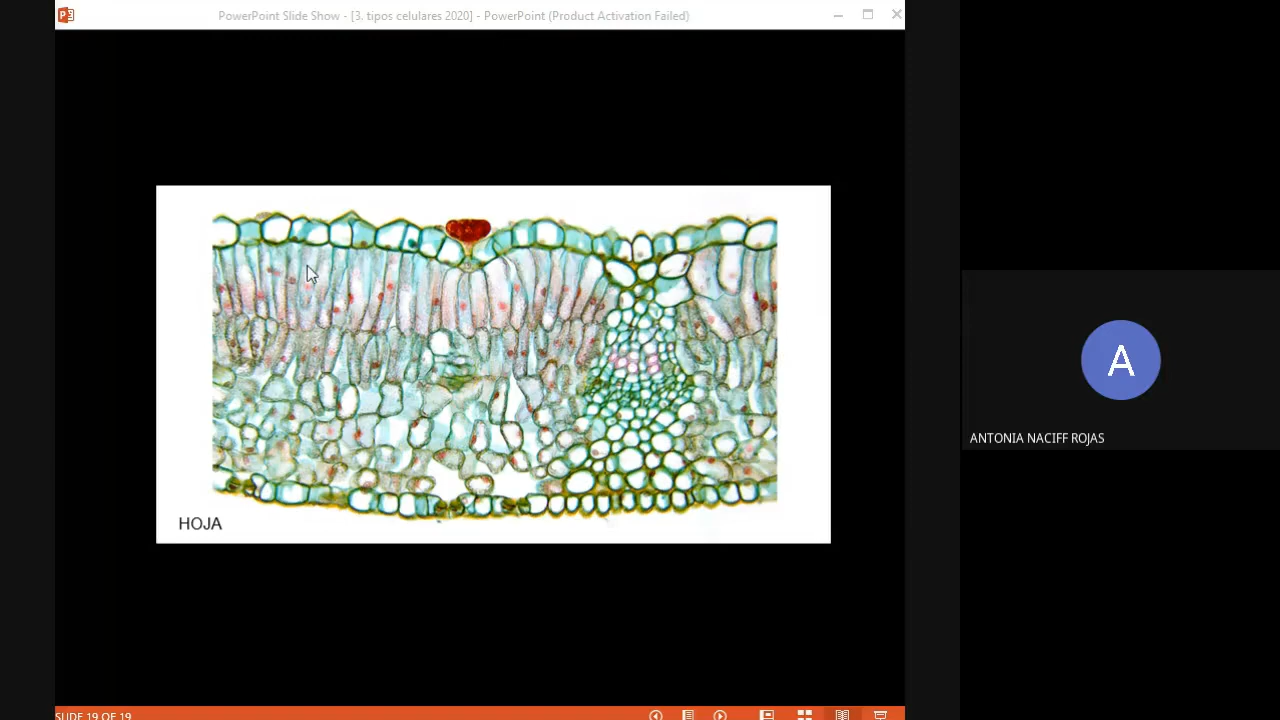 PowerPoint Slide Show - [3. tipos celulares 2020] - PowerPoint (Product Activation Failed)
A
ANTONIA NACIFF ROJAS
HOJA
SLIDE 19 OF 19